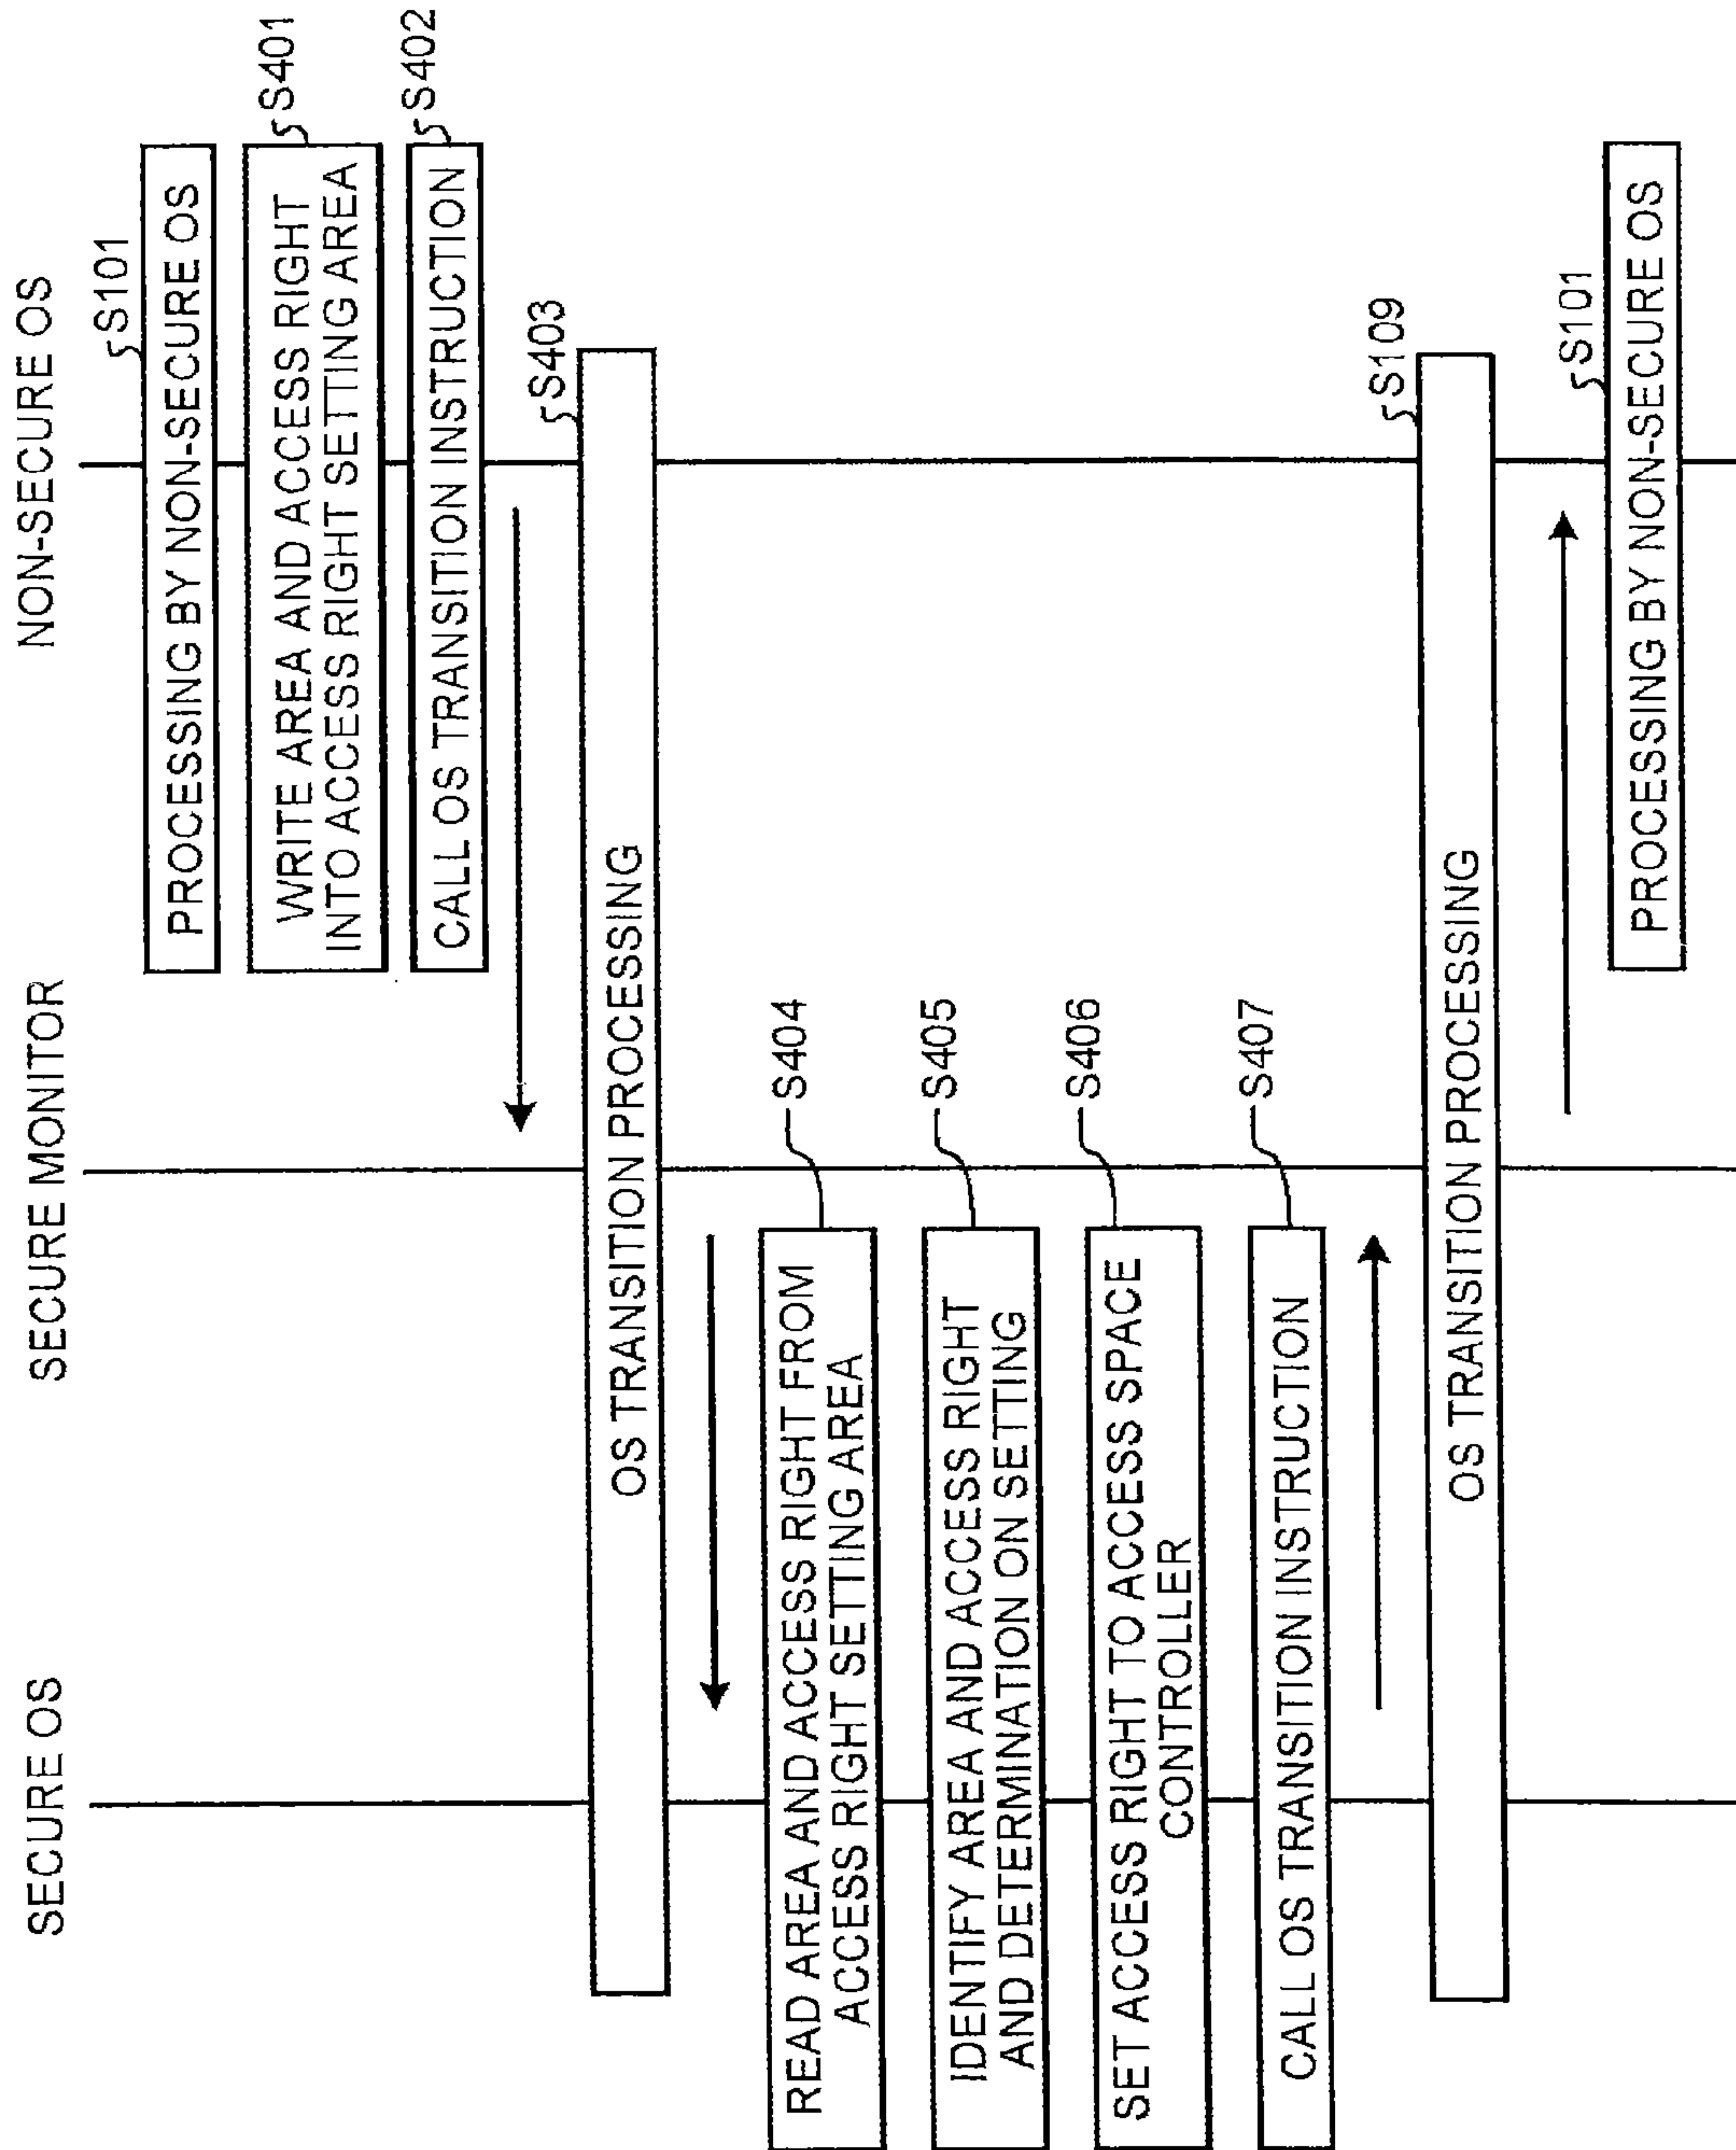 SECURE OS
SECURE MONITOR
NON-SECURE OS
S101
PROCESSING BY NON-SECURE OS
S401
WRITE AREA AND ACCESS RIGHT
INTO ACCESS RIGHT SETTING AREA
S402
CALL OS TRANSITION INSTRUCTION
S403
OS TRANSITION PROCESSING
S404
READ AREA AND ACCESS RIGHT FROM
ACCESS RIGHT SETTING AREA
S405
IDENTIFY AREA AND ACCESS RIGHT
AND DETERMINATION ON SETTING
S406
SET ACCESS RIGHT TO ACCESS SPACE
CONTROLLER
S407
CALL OS TRANSITION INSTRUCTION
S109
OS TRANSITION PROCESSING
S101
PROCESSING BY NON-SECURE OS